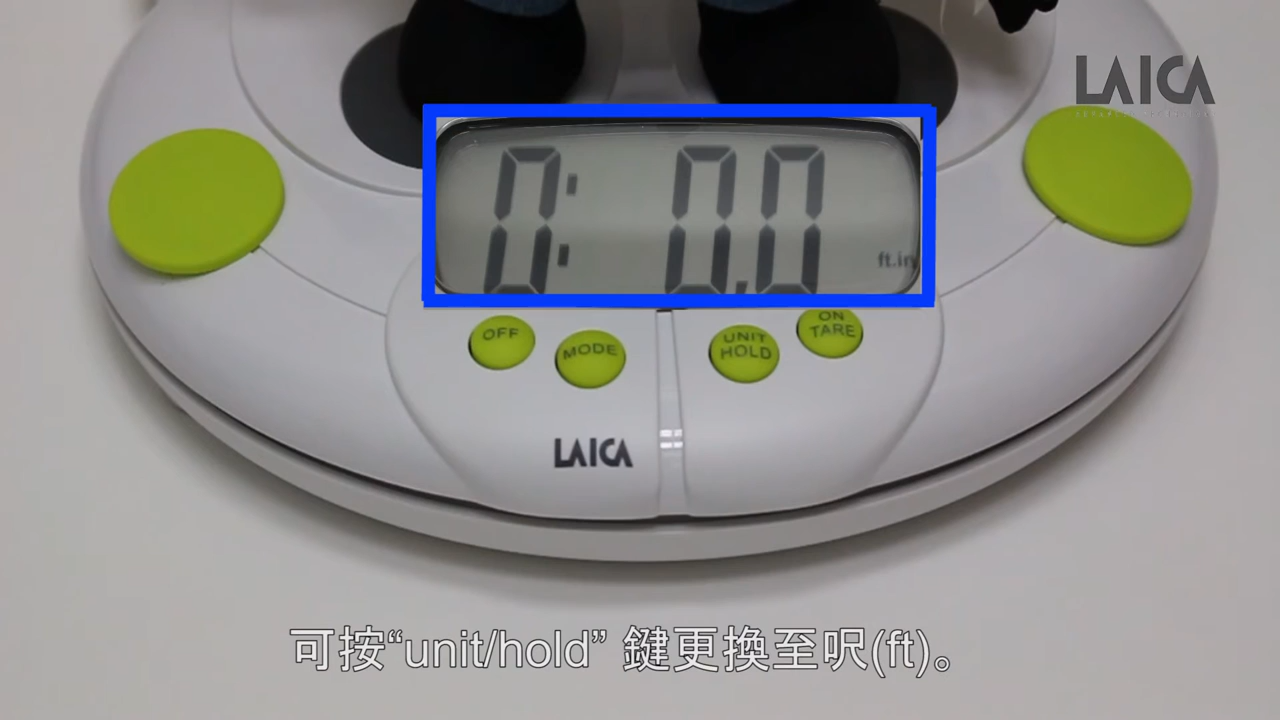 LAICA
0: 0.0
ft.in
OFF
MODE
UNIT
HOLD
ON
TARE
LAICA
可按“unit/hold” 鍵更換至呎(ft)。